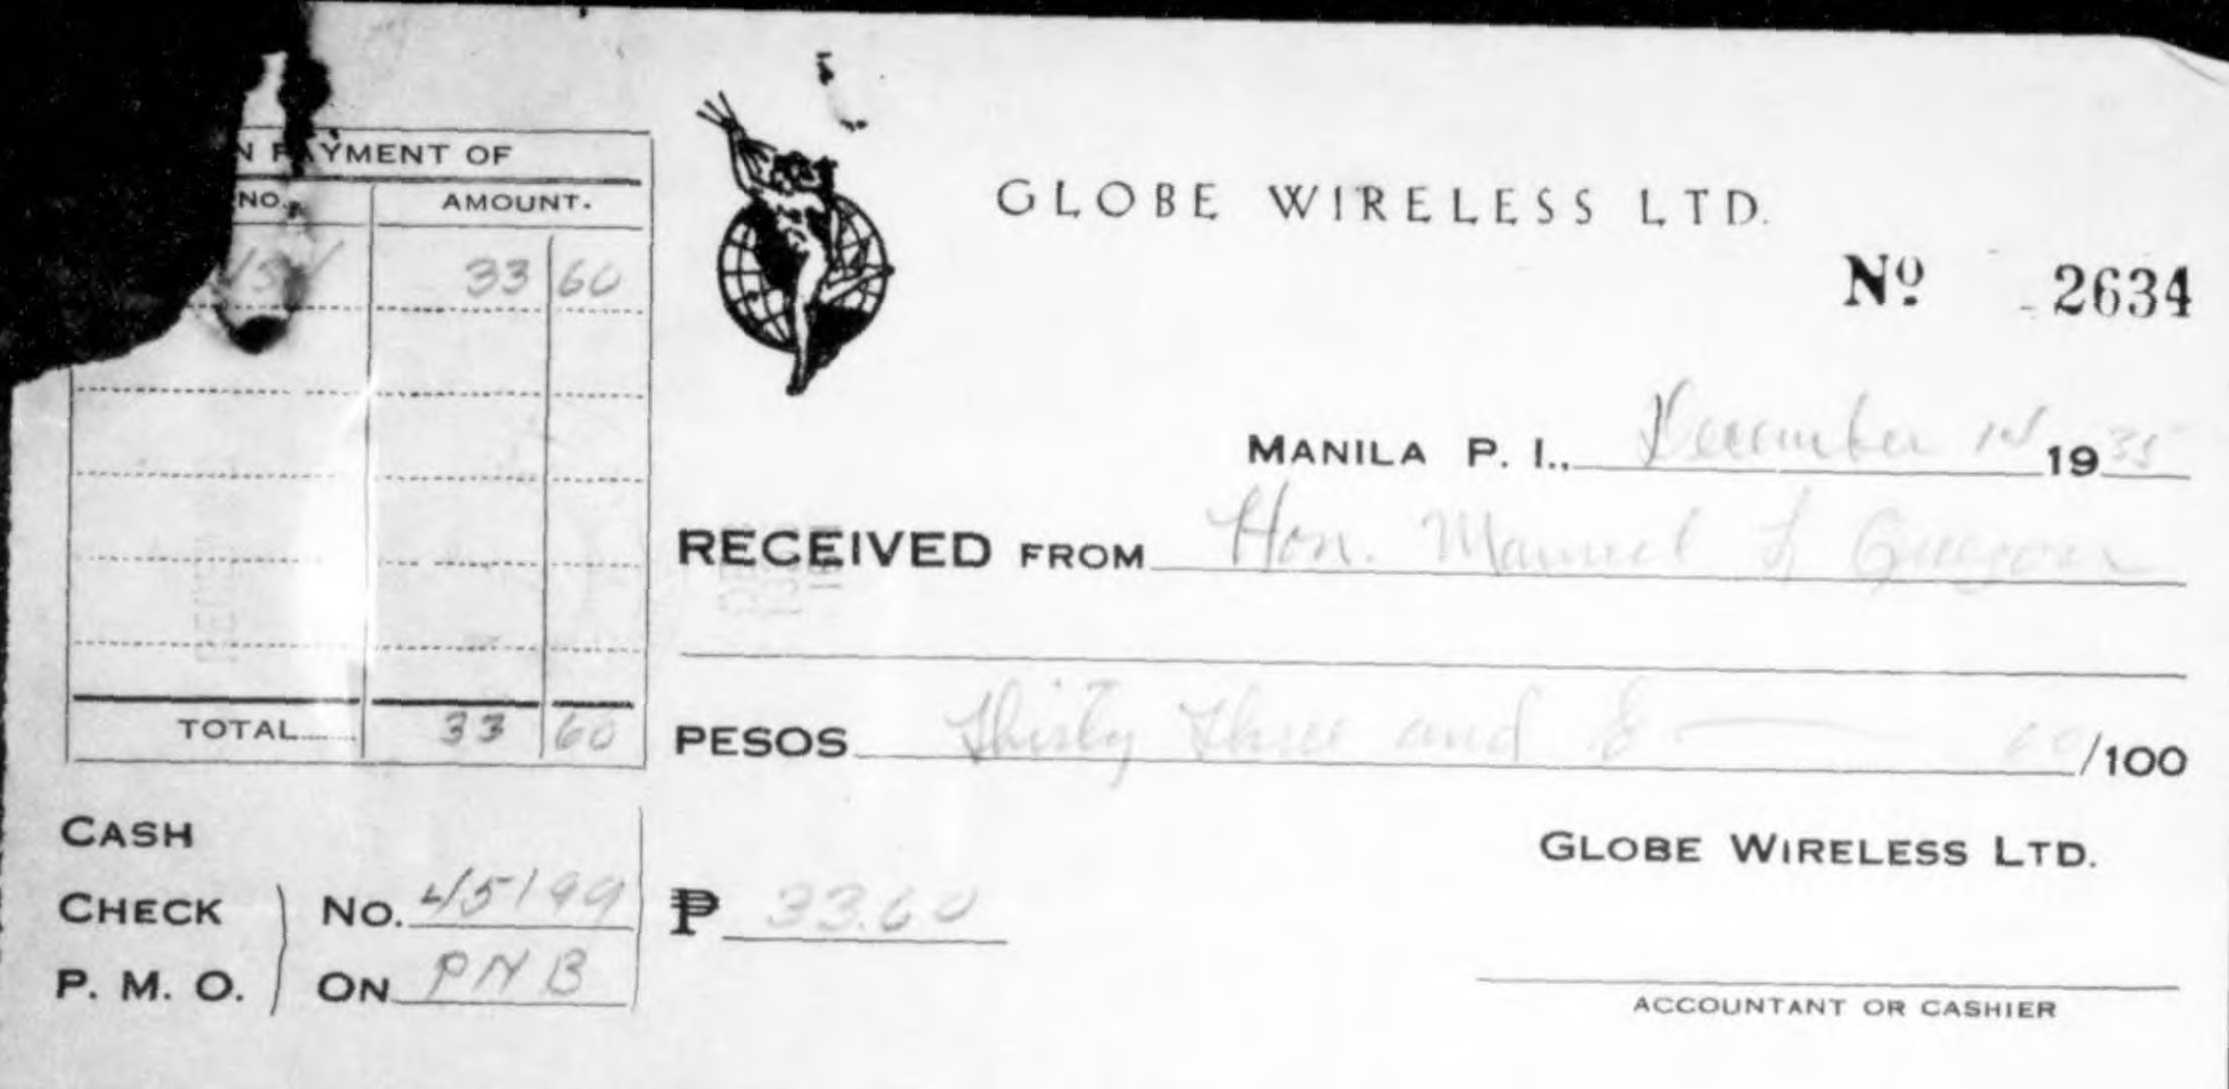 N PAYMENT OF
NO. AMOUNT.
33 60
TOTAL...... 33 60
CASH
CHECK No. 45199
P. M. O. ON PNB
GLOBE WIRELESS LTD.
Nº 2634
MANILA P. I., December 1935
RECEIVED FROM Hon. Manuel L
PESOS Thirty three and 60/100
₱ 33.60
GLOBE WIRELESS LTD.
ACCOUNTANT OR CASHIER